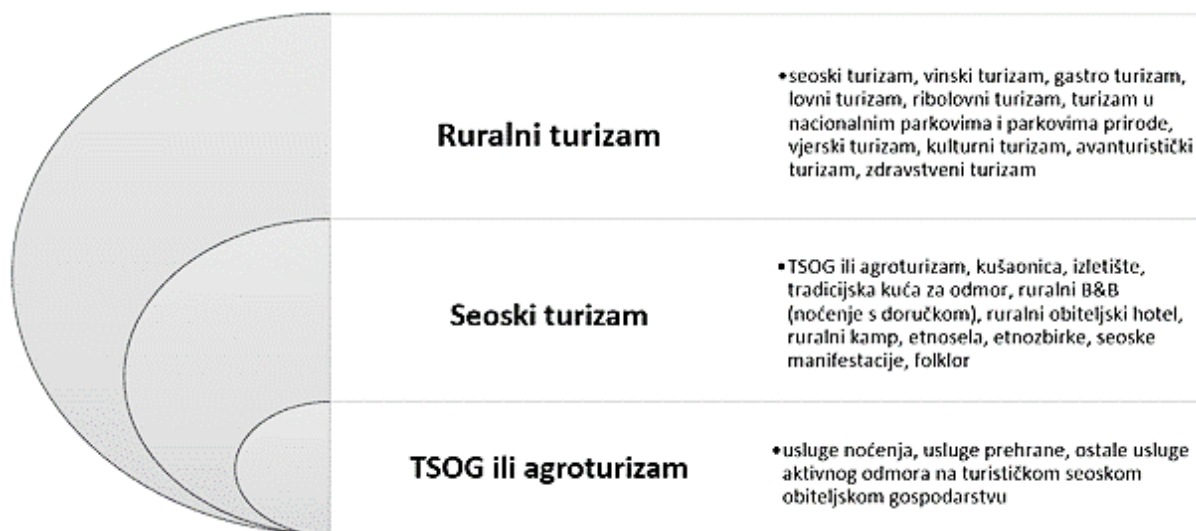 Ruralni turizam
•seoski turizam, vinski turizam, gastro turizam,
lovni turizam, ribolovni turizam, turizam u
nacionalnim parkovima i parkovima prirode,
vjerski turizam, kulturni turizam, avanturistički
turizam, zdravstveni turizam
Seoski turizam
•TSOG ili agroturizam, kušaonica, izletište,
tradicijska kuća za odmor, ruralni B&B
(noćenje s doručkom), ruralni obiteljski hotel,
ruralni kamp, etnosela, etnozbirke, seoske
manifestacije, folklor
TSOG ili agroturizam
•usluge noćenja, usluge prehrane, ostale usluge
aktivnog odmora na turističkom seoskom
obiteljskom gospodarstvu